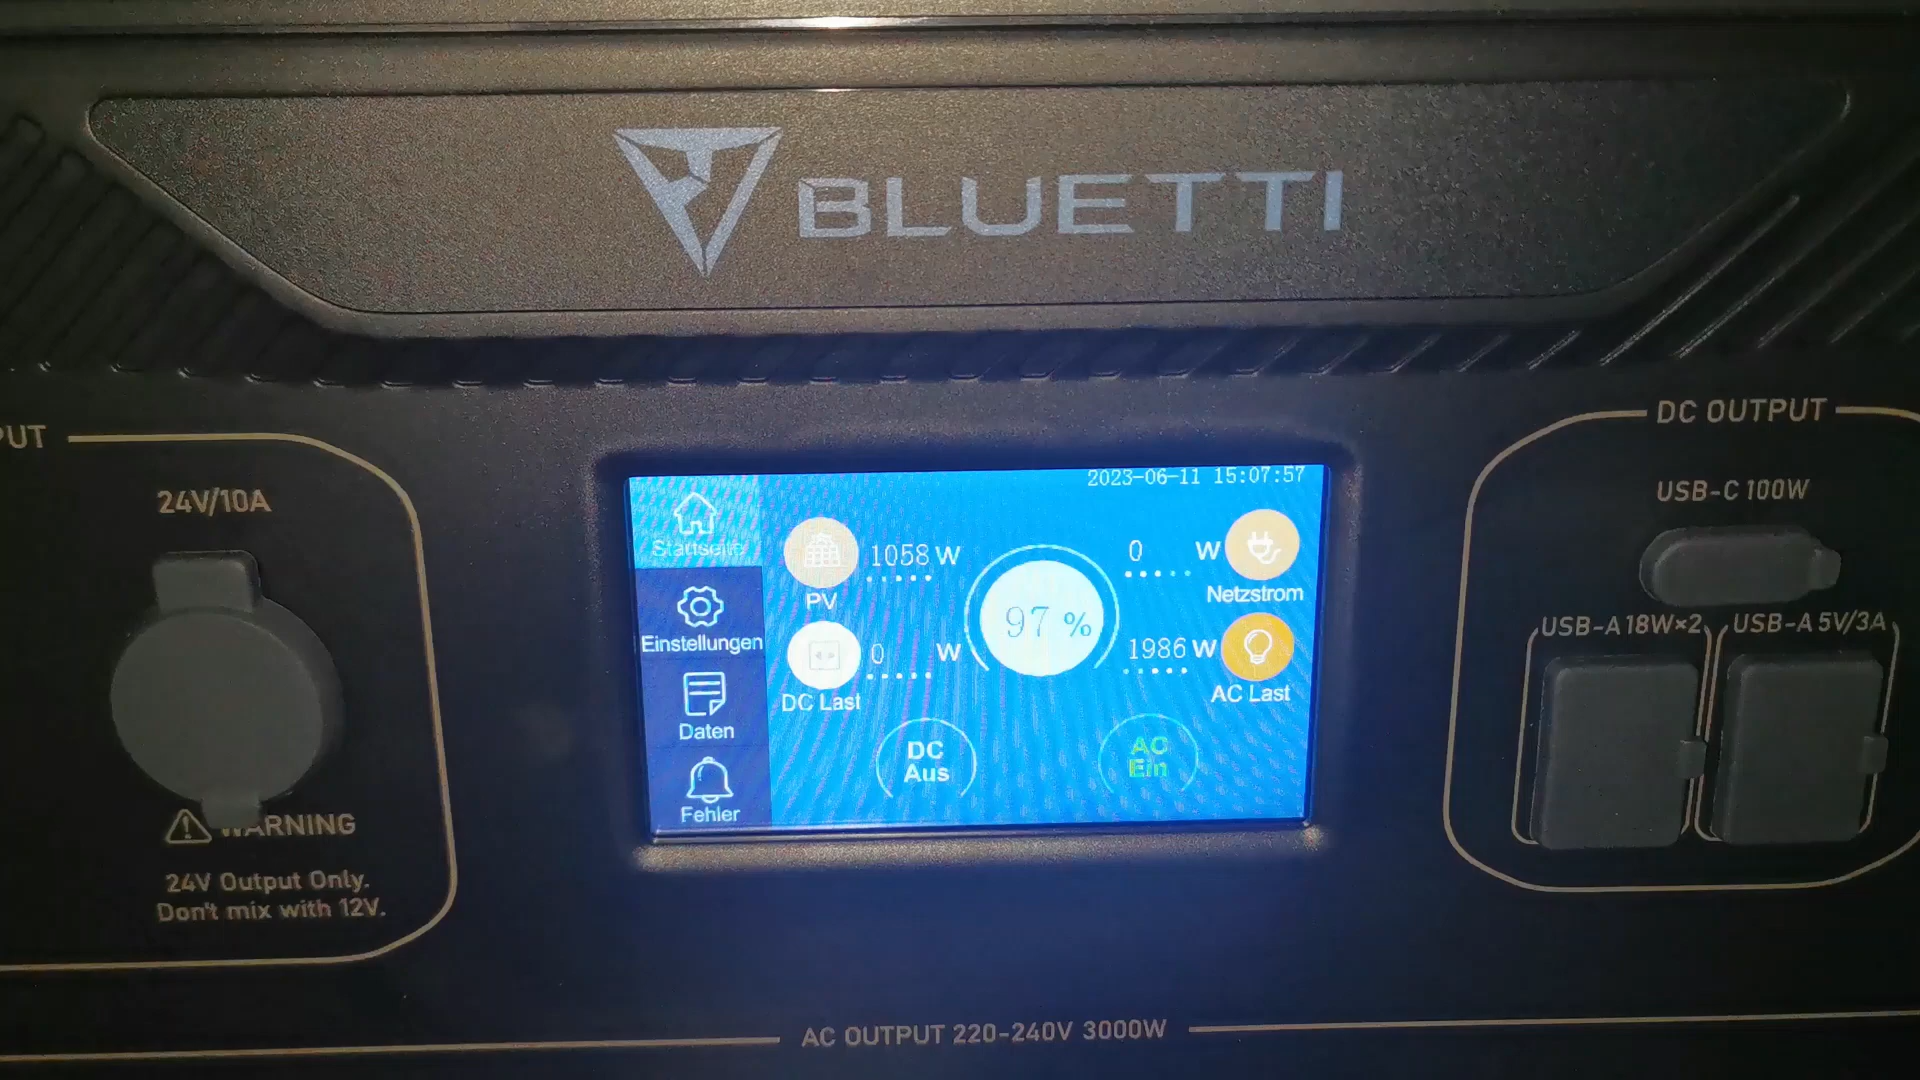 BLUETTI
PUT
24V/10A
WARNING
24V Output Only.
Don't mix with 12V.
2023-06-11 15:07:57
Startseite
Einstellungen
Daten
Fehler
1058 W
PV
0 W
DC Last
97 %
0 W
Netzstrom
1986 W
AC Last
DC
Aus
AC
Ein
DC OUTPUT
USB-C 100W
USB-A 18W×2
USB-A 5V/3A
AC OUTPUT 220-240V 3000W